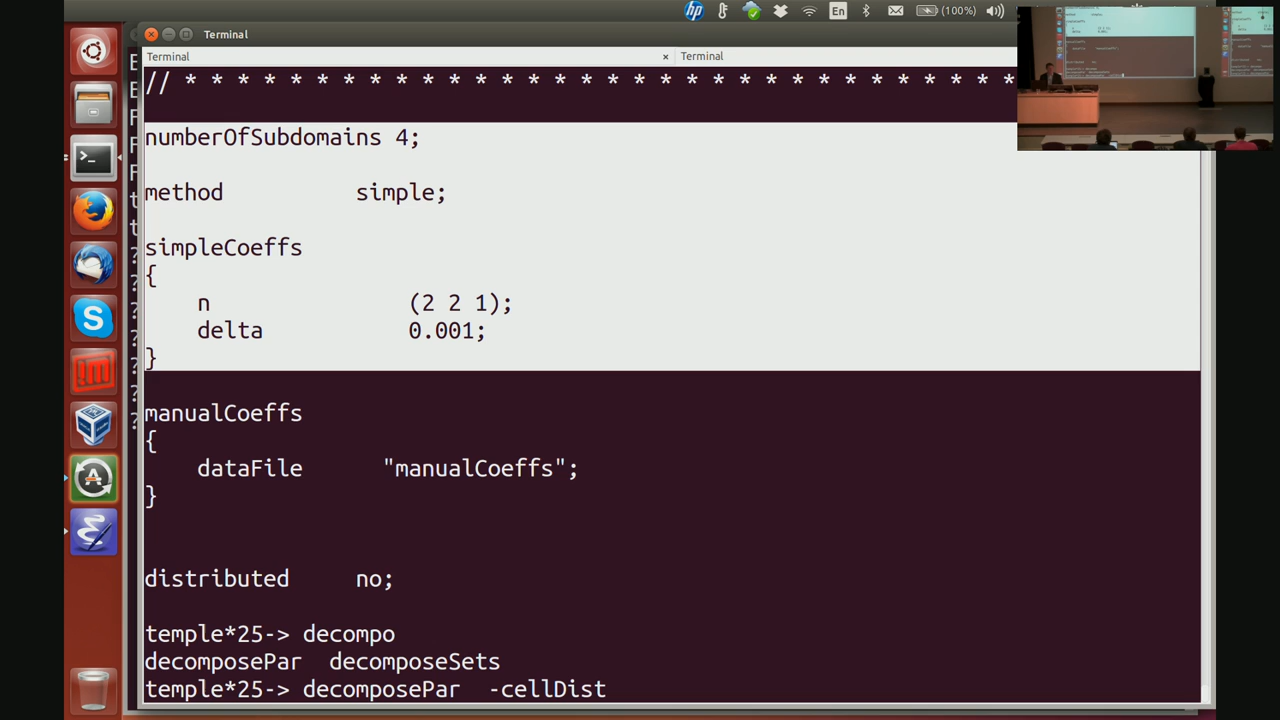 En
(100%)
Terminal
Terminal
Terminal
// * * * * * * * * * * * * * * * * * * * * * * * * * * * * * * * *
numberOfSubdomains 4;
method simple;
simpleCoeffs
{
n (2 2 1);
delta 0.001;
}
manualCoeffs
{
dataFile "manualCoeffs";
}
distributed no;
temple*25-> decompo
decomposePar decomposeSets
temple*25-> decomposePar -cellDist